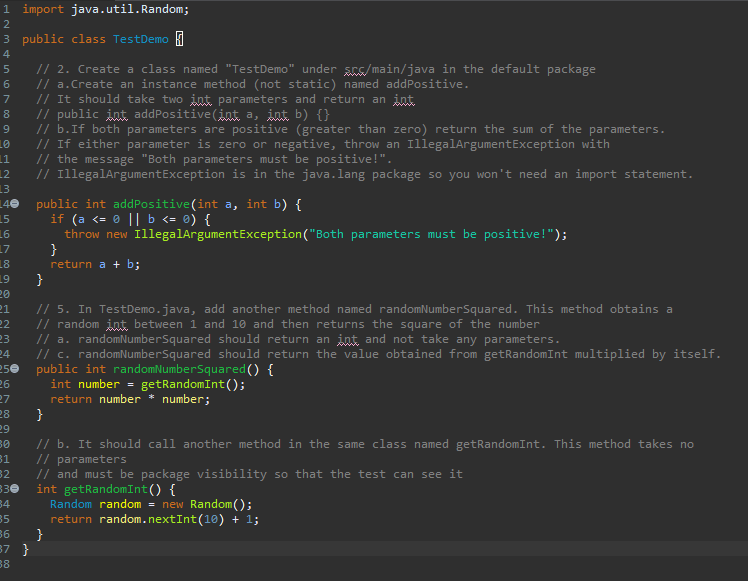 1 import java.util.Random;
2
3 public class TestDemo {
4
5 // 2. Create a class named "TestDemo" under src/main/java in the default package
6 // a.Create an instance method (not static) named addPositive.
7 // It should take two int parameters and return an int
8 // public int addPositive(int a, int b) {}
9 // b.If both parameters are positive (greater than zero) return the sum of the parameters.
10 // If either parameter is zero or negative, throw an IllegalArgumentException with
11 // the message "Both parameters must be positive!".
12 // IllegalArgumentException is in the java.lang package so you won't need an import statement.
13
14 public int addPositive(int a, int b) {
15 if (a <= 0 || b <= 0) {
16 throw new IllegalArgumentException("Both parameters must be positive!");
17 }
18 return a + b;
19 }
20
21 // 5. In TestDemo.java, add another method named randomNumberSquared. This method obtains a
22 // random int between 1 and 10 and then returns the square of the number
23 // a. randomNumberSquared should return an int and not take any parameters.
24 // c. randomNumberSquared should return the value obtained from getRandomInt multiplied by itself.
25 public int randomNumberSquared() {
26 int number = getRandomInt();
27 return number * number;
28 }
29
30 // b. It should call another method in the same class named getRandomInt. This method takes no
31 // parameters
32 // and must be package visibility so that the test can see it
33 int getRandomInt() {
34 Random random = new Random();
35 return random.nextInt(10) + 1;
36 }
37 }
38